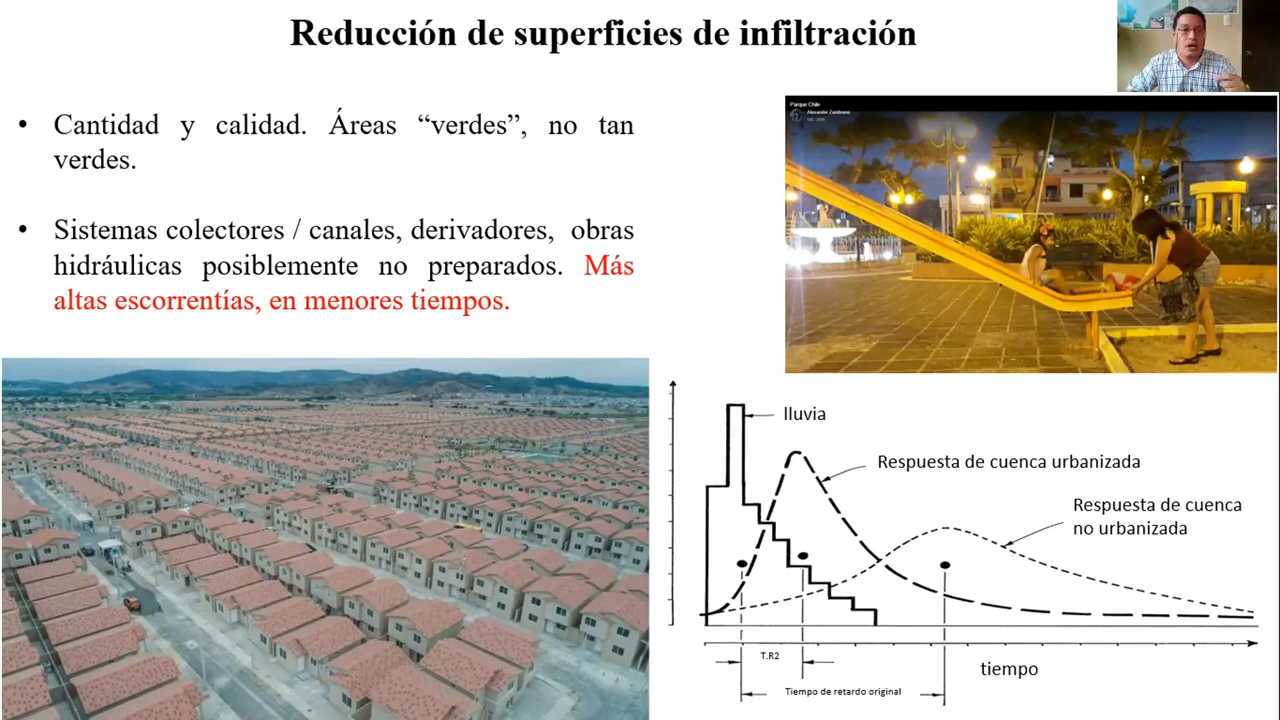 Reducción de superficies de infiltración
• Cantidad y calidad. Áreas “verdes”, no tan
verdes.
• Sistemas colectores / canales, derivadores, obras
hidráulicas posiblemente no preparados. Más
altas escorrentías, en menores tiempos.
Parque Chile
Alexander Zambrano
lluvia
Respuesta de cuenca urbanizada
Respuesta de cuenca
no urbanizada
T.R2
tiempo
Tiempo de retardo original